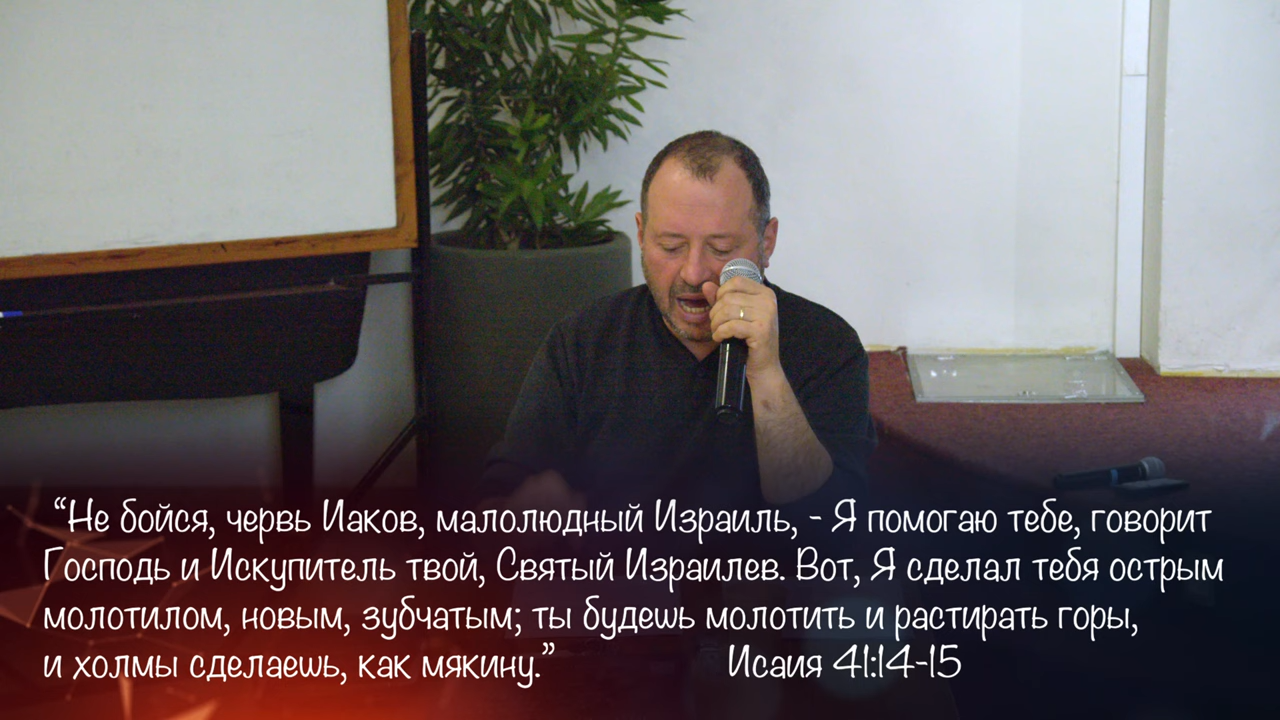 “Не бойся, червь Иаков, малолюдный Израиль, - Я помогаю тебе, говорит
Господь и Искупитель твой, Святый Израилев. Вот, Я сделал тебя острым
молотилом, новым, зубчатым; ты будешь молотить и растирать горы,
и холмы сделаешь, как мякину.” Исаия 41:14-15